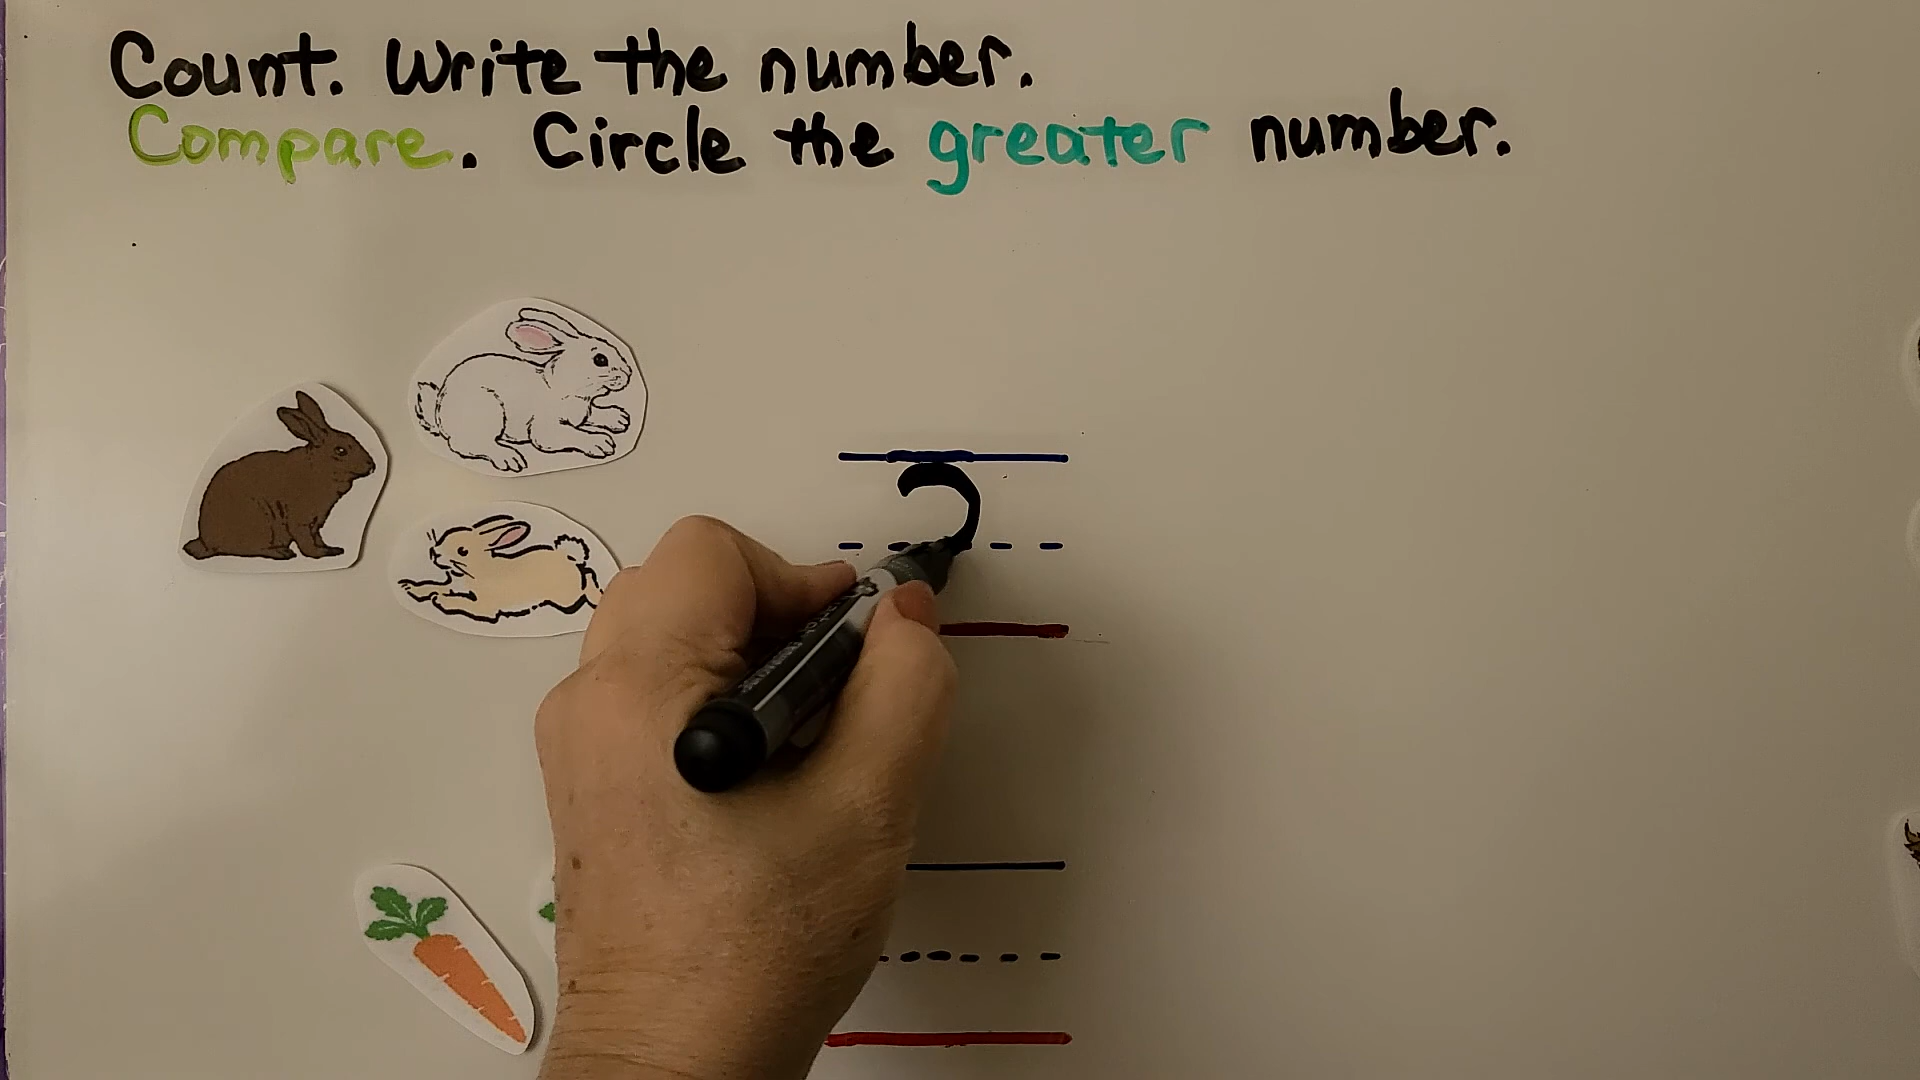 Count. Write the number.
Compare. Circle the greater number.